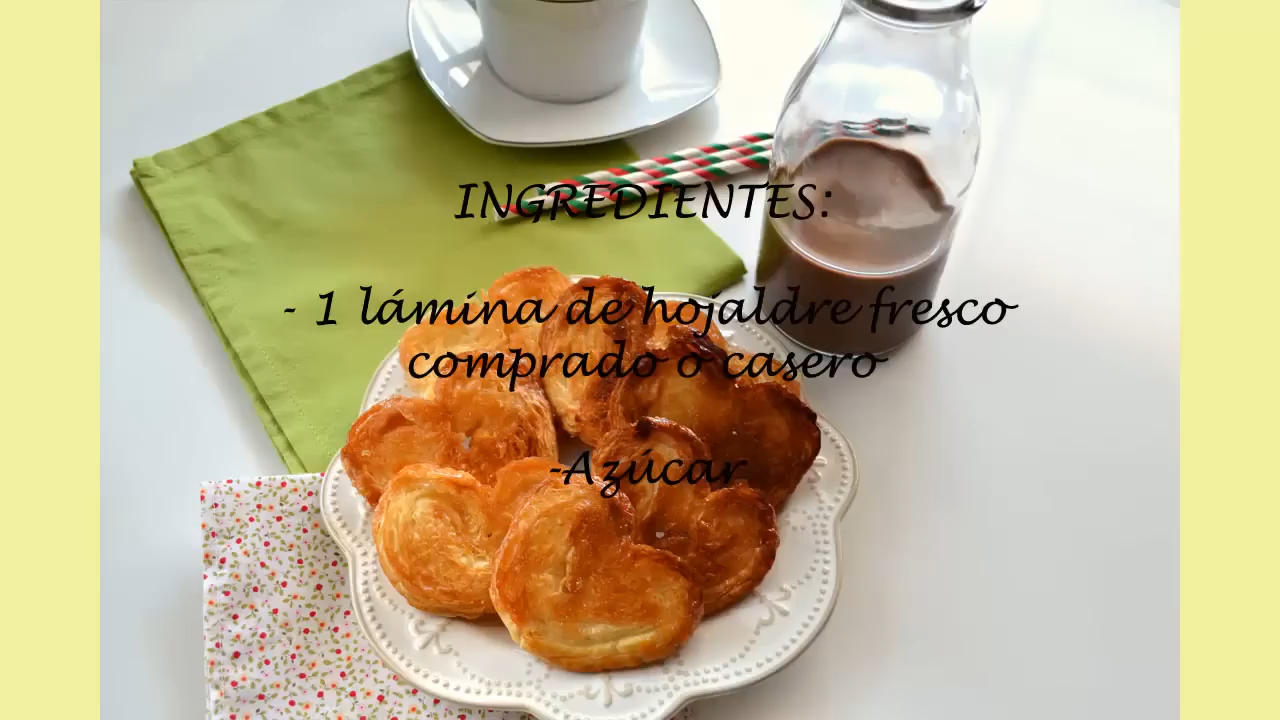 INGREDIENTES:
- 1 lámina de hojaldre fresco
comprado o casero
-Azúcar